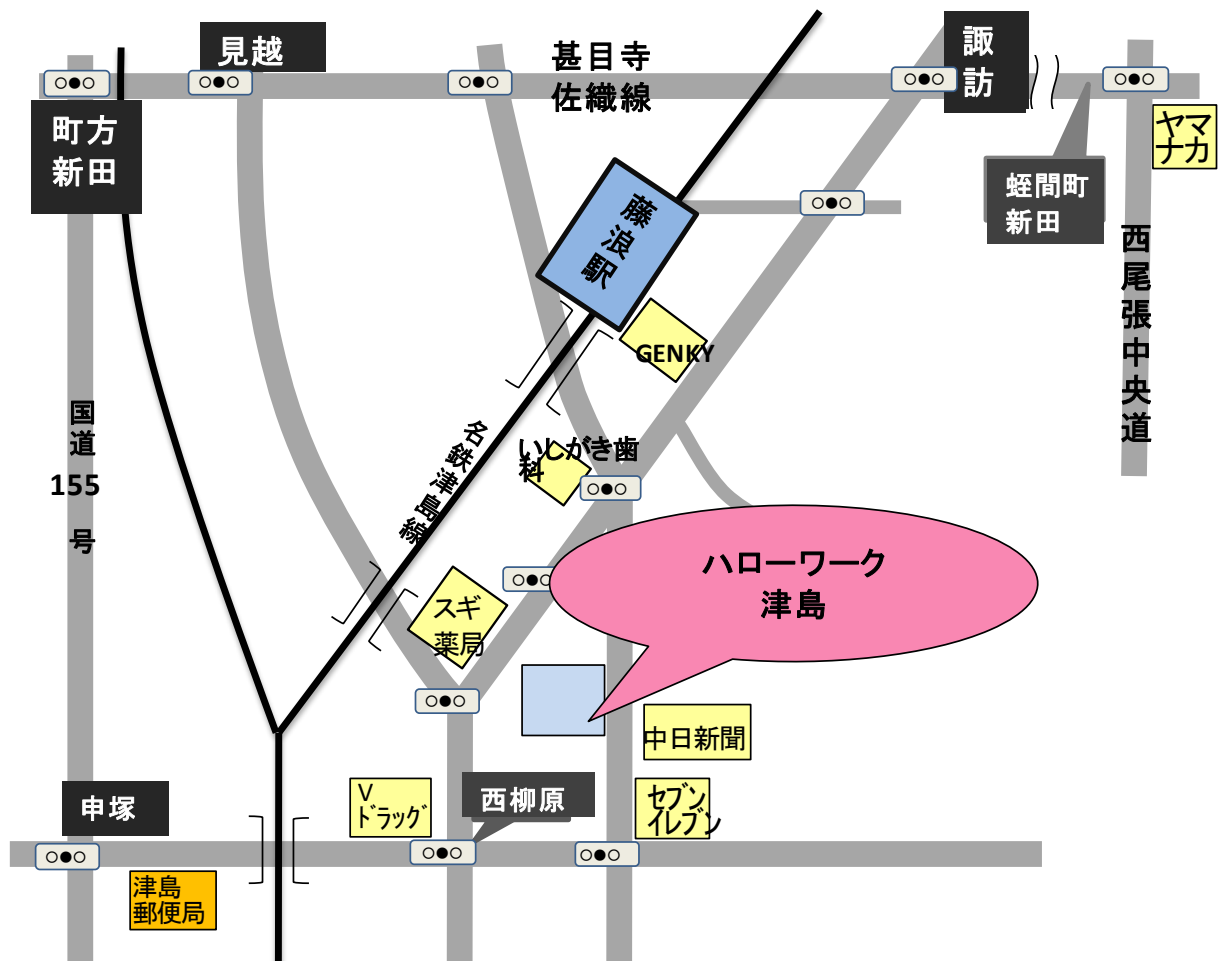 見越
甚目寺
佐織線
諏
訪
町方
新田
ヤマ
ナカ
蛭間町
新田
藤浪駅
西尾張中央道
GENKY
国道
155
号
名鉄津島線
いしがき歯
科
ハローワーク
津島
スギ
薬局
中日新聞
申塚
V
ドラッグ
西柳原
セブン
イレブン
津島
郵便局